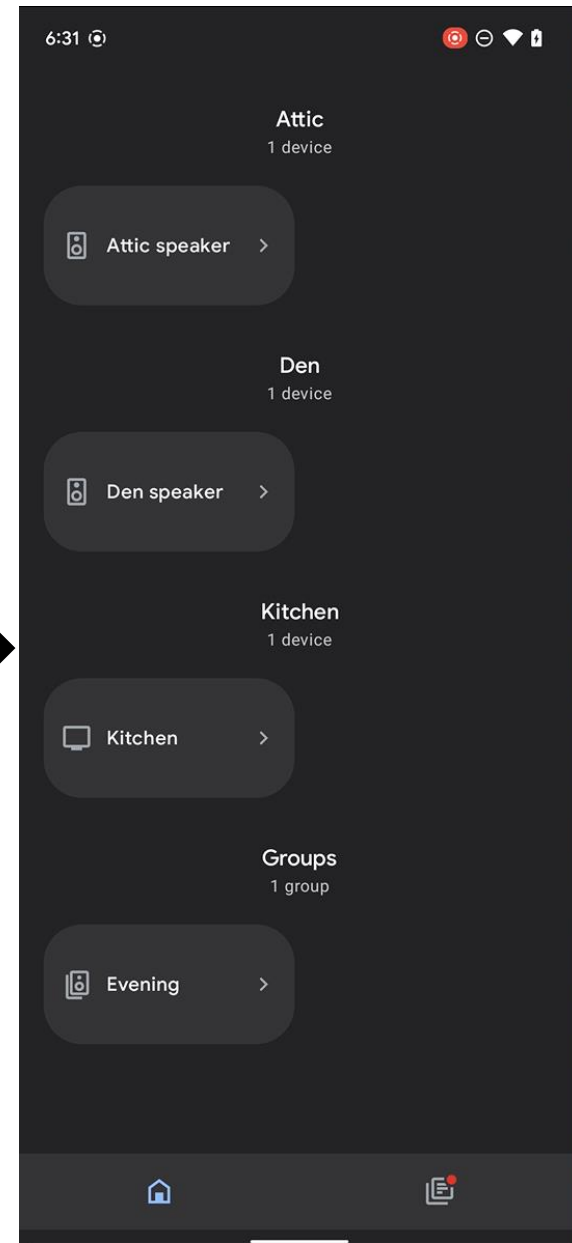 6:31
Attic
1 device
Attic speaker
Den
1 device
Den speaker
Kitchen
1 device
Kitchen
Groups
1 group
Evening